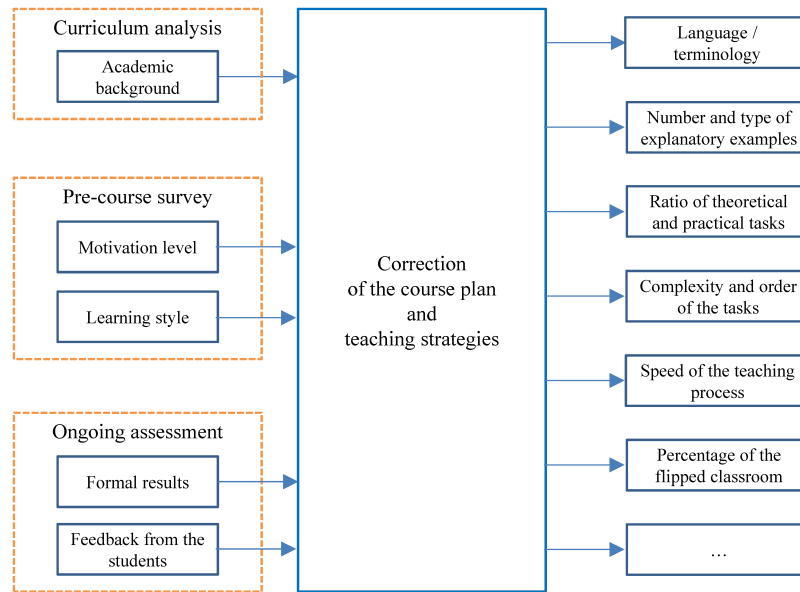 Curriculum analysis
Academic
background
Pre-course survey
Motivation level
Learning style
Ongoing assessment
Formal results
Feedback from the
students
Correction
of the course plan
and
teaching strategies
Language /
terminology
Number and type of
explanatory examples
Ratio of theoretical
and practical tasks
Complexity and order
of the tasks
Speed of the teaching
process
Percentage of the
flipped classroom
…